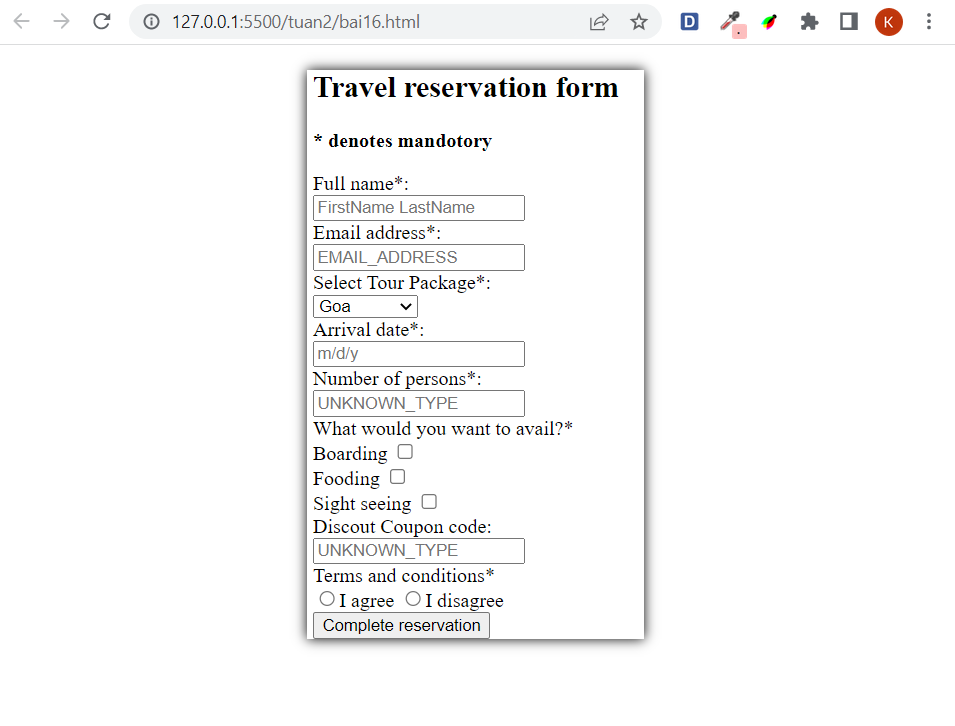 127.0.0.1:5500/tuan2/bai16.html
D
K
Travel reservation form
* denotes mandotory
Full name*:
FirstName LastName
Email address*:
EMAIL_ADDRESS
Select Tour Package*:
Goa
Arrival date*:
m/d/y
Number of persons*:
UNKNOWN_TYPE
What would you want to avail?*
Boarding
Fooding
Sight seeing
Discout Coupon code:
UNKNOWN_TYPE
Terms and conditions*
I agree I disagree
Complete reservation